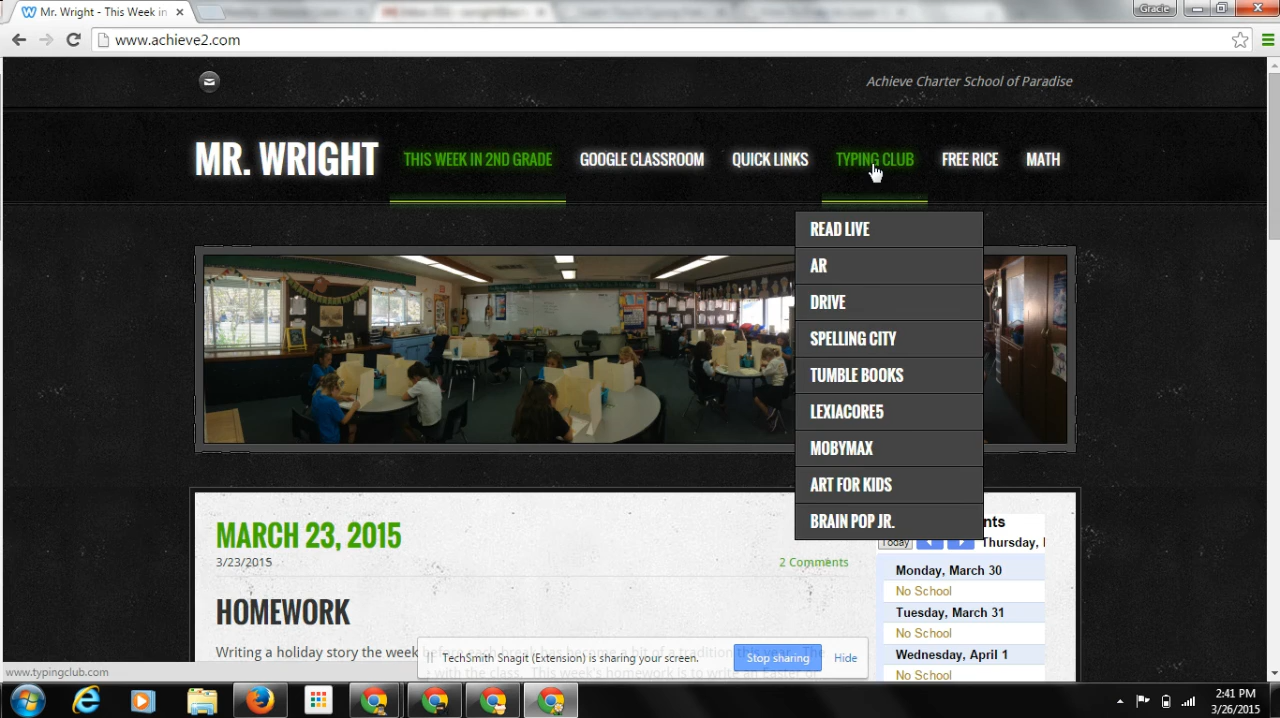 Mr. Wright - This Week in
Gracie
www.achieve2.com
Achieve Charter School of Paradise
MR. WRIGHT
THIS WEEK IN 2ND GRADE
GOOGLE CLASSROOM
QUICK LINKS
TYPING CLUB
FREE RICE
MATH
READ LIVE
AR
DRIVE
SPELLING CITY
TUMBLE BOOKS
LEXIACORE5
MOBYMAX
ART FOR KIDS
BRAIN POP JR.
MARCH 23, 2015
3/23/2015
2 Comments
HOMEWORK
Writing a holiday story the week
nts
Today
Thursday,
Monday, March 30
No School
Tuesday, March 31
No School
Wednesday, April 1
No School
TechSmith Snagit (Extension) is sharing your screen.
Stop sharing
Hide
www.typingclub.com
2:41 PM
3/26/2015